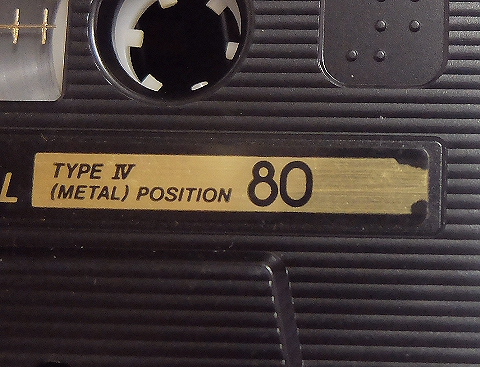 TYPE IV
(METAL) POSITION 80
L